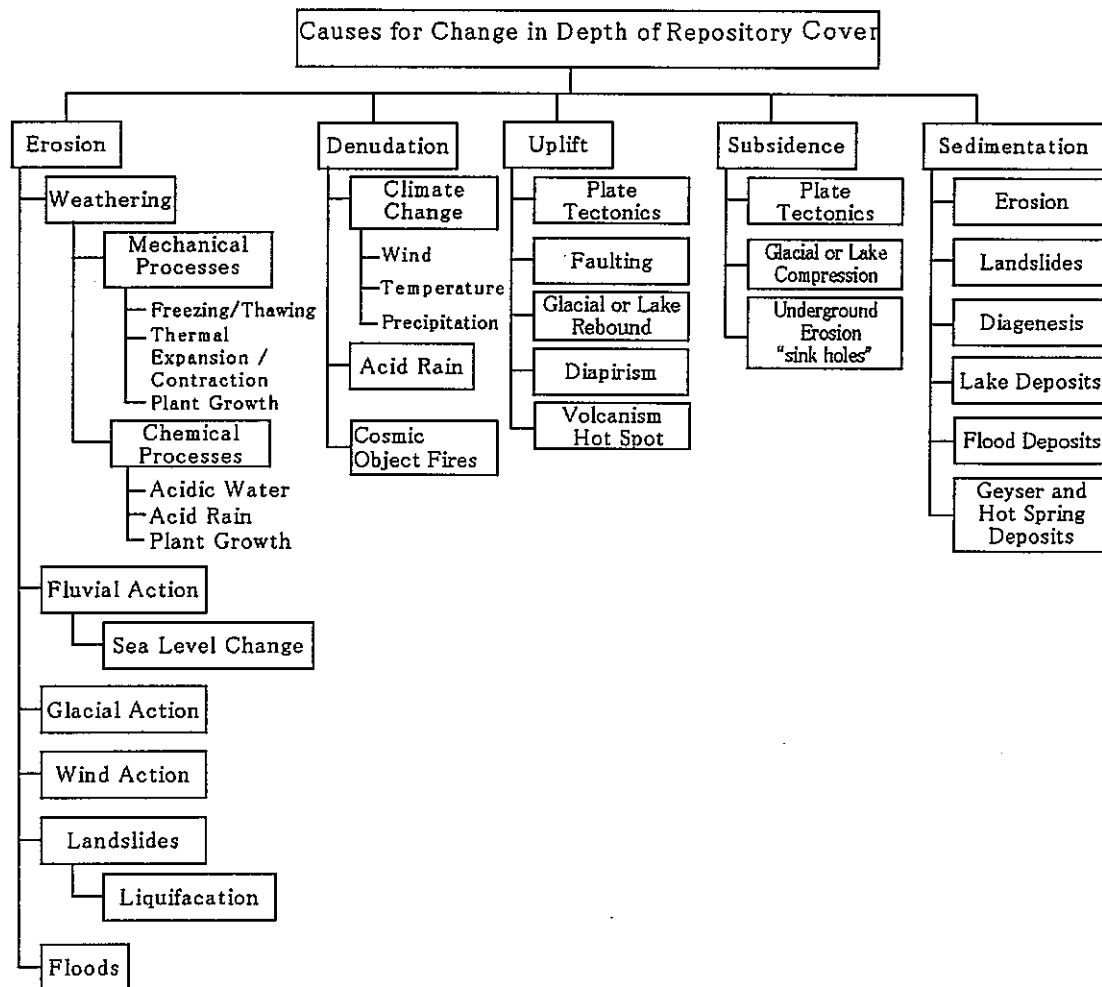 Causes for Change in Depth of Repository Cover
Erosion
Weathering
Mechanical
Processes
Freezing/Thawing
Thermal
Expansion /
Contraction
Plant Growth
Chemical
Processes
Acidic Water
Acid Rain
Plant Growth
Fluvial Action
Sea Level Change
Glacial Action
Wind Action
Landslides
Liquifacation
Floods
Denudation
Climate
Change
Wind
Temperature
Precipitation
Acid Rain
Cosmic
Object Fires
Uplift
Plate
Tectonics
Faulting
Glacial or Lake
Rebound
Diapirism
Volcanism
Hot Spot
Subsidence
Plate
Tectonics
Glacial or Lake
Compression
Underground
Erosion
"sink holes"
Sedimentation
Erosion
Landslides
Diagenesis
Lake Deposits
Flood Deposits
Geyser and
Hot Spring
Deposits